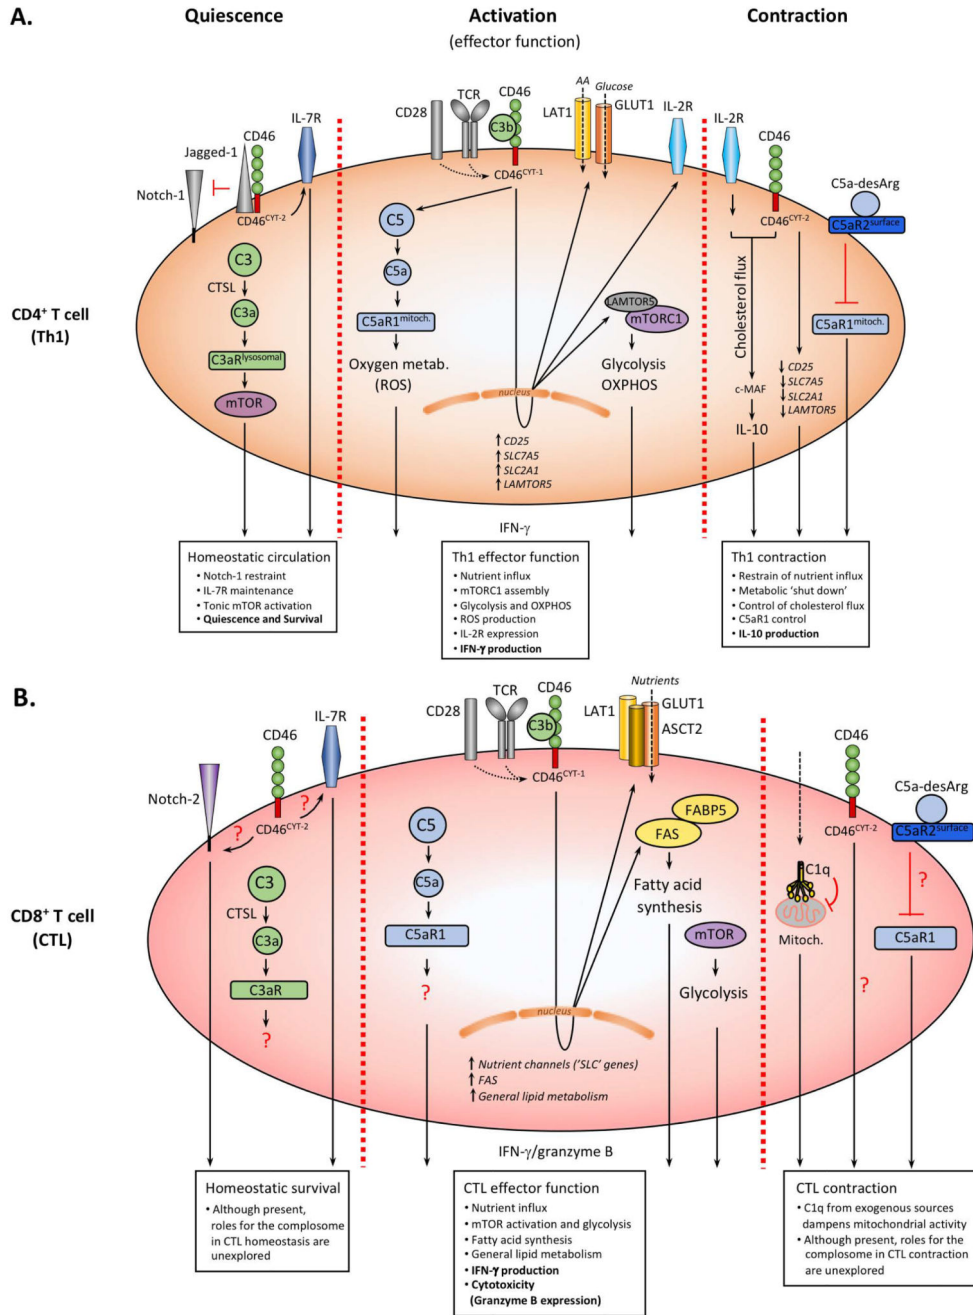 A.
Quiescence
Activation
(effector function)
Contraction
CD4⁺ T cell
(Th1)
Notch-1
Jagged-1
CD46
IL-7R
CD46CYT-2
C3
CTSL
C3a
C3aRlysosomal
mTOR
CD28
TCR
CD46
C3b
CD46CYT-1
AA
Glucose
LAT1
GLUT1
IL-2R
C5
C5a
C5aR1mitoch.
Oxygen metab.
(ROS)
LAMTOR5
mTORC1
Glycolysis
OXPHOS
nucleus
↑ CD25
↑ SLC7A5
↑ SLC2A1
↑ LAMTOR5
IFN-γ
IL-2R
CD46
CD46CYT-2
C5a-desArg
C5aR2surface
C5aR1mitoch.
Cholesterol flux
c-MAF
IL-10
↓ CD25
↓ SLC7A5
↓ SLC2A1
↓ LAMTOR5
Homeostatic circulation
• Notch-1 restraint
• IL-7R maintenance
• Tonic mTOR activation
• Quiescence and Survival
Th1 effector function
• Nutrient influx
• mTORC1 assembly
• Glycolysis and OXPHOS
• ROS production
• IL-2R expression
• IFN-γ production
Th1 contraction
• Restrain of nutrient influx
• Metabolic ‘shut down’
• Control of cholesterol flux
• C5aR1 control
• IL-10 production
B.
CD8⁺ T cell
(CTL)
Notch-2
CD46
IL-7R
?
?
CD46CYT-2
C3
CTSL
C3a
C3aR
?
CD28
TCR
CD46
C3b
CD46CYT-1
Nutrients
LAT1
GLUT1
ASCT2
C5
C5a
C5aR1
?
FABP5
FAS
Fatty acid
synthesis
mTOR
Glycolysis
nucleus
↑ Nutrient channels (‘SLC’ genes)
↑ FAS
↑ General lipid metabolism
IFN-γ/granzyme B
C1q
Mitoch.
CD46
CD46CYT-2
?
C5a-desArg
C5aR2surface
?
C5aR1
Homeostatic survival
• Although present,
roles for the complosome
in CTL homeostasis are
unexplored
CTL effector function
• Nutrient influx
• mTOR activation and glycolysis
• Fatty acid synthesis
• General lipid metabolism
• IFN-γ production
• Cytotoxicity
(Granzyme B expression)
CTL contraction
• C1q from exogenous sources
dampens mitochondrial activity
• Although present, roles for the
complosome in CTL contraction
are unexplored